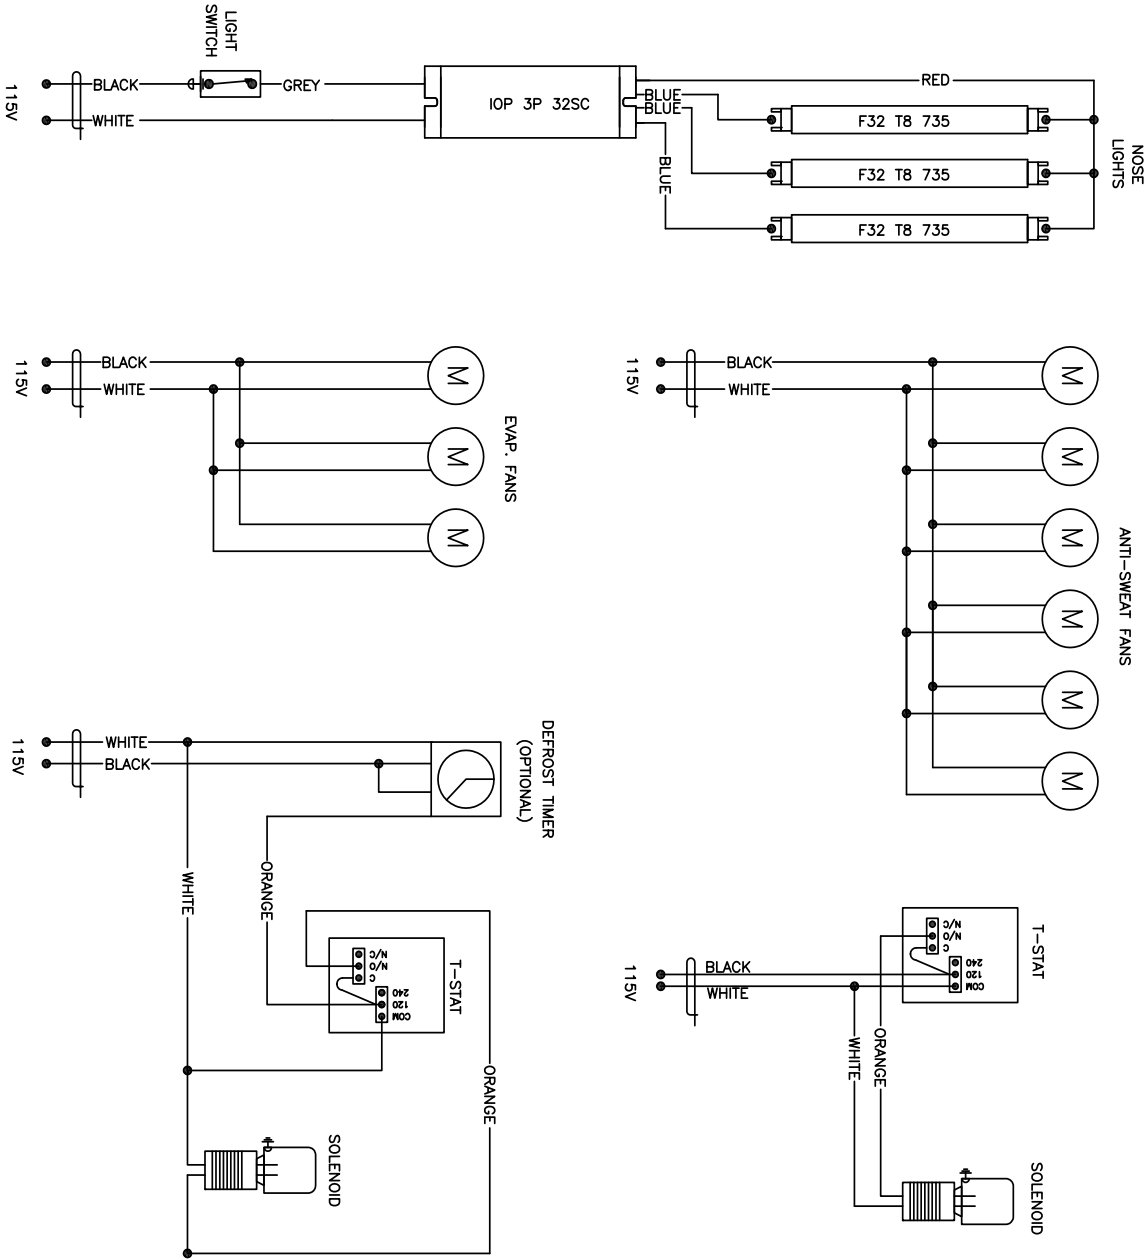 LIGHT
SWITCH
115V
BLACK
WHITE
GREY
IOP 3P 32SC
RED
BLUE
BLUE
BLUE
F32 T8 735
F32 T8 735
F32 T8 735
NOSE
LIGHTS
115V
BLACK
WHITE
M
M
M
EVAP. FANS
115V
BLACK
WHITE
M
M
M
M
M
M
ANTI-SWEAT FANS
115V
WHITE
BLACK
DEFROST TIMER
(OPTIONAL)
WHITE
ORANGE
T-STAT
N/C
N/O
C
240
120
COM
ORANGE
SOLENOID
115V
BLACK
WHITE
T-STAT
N/C
N/O
C
240
120
COM
WHITE
ORANGE
SOLENOID